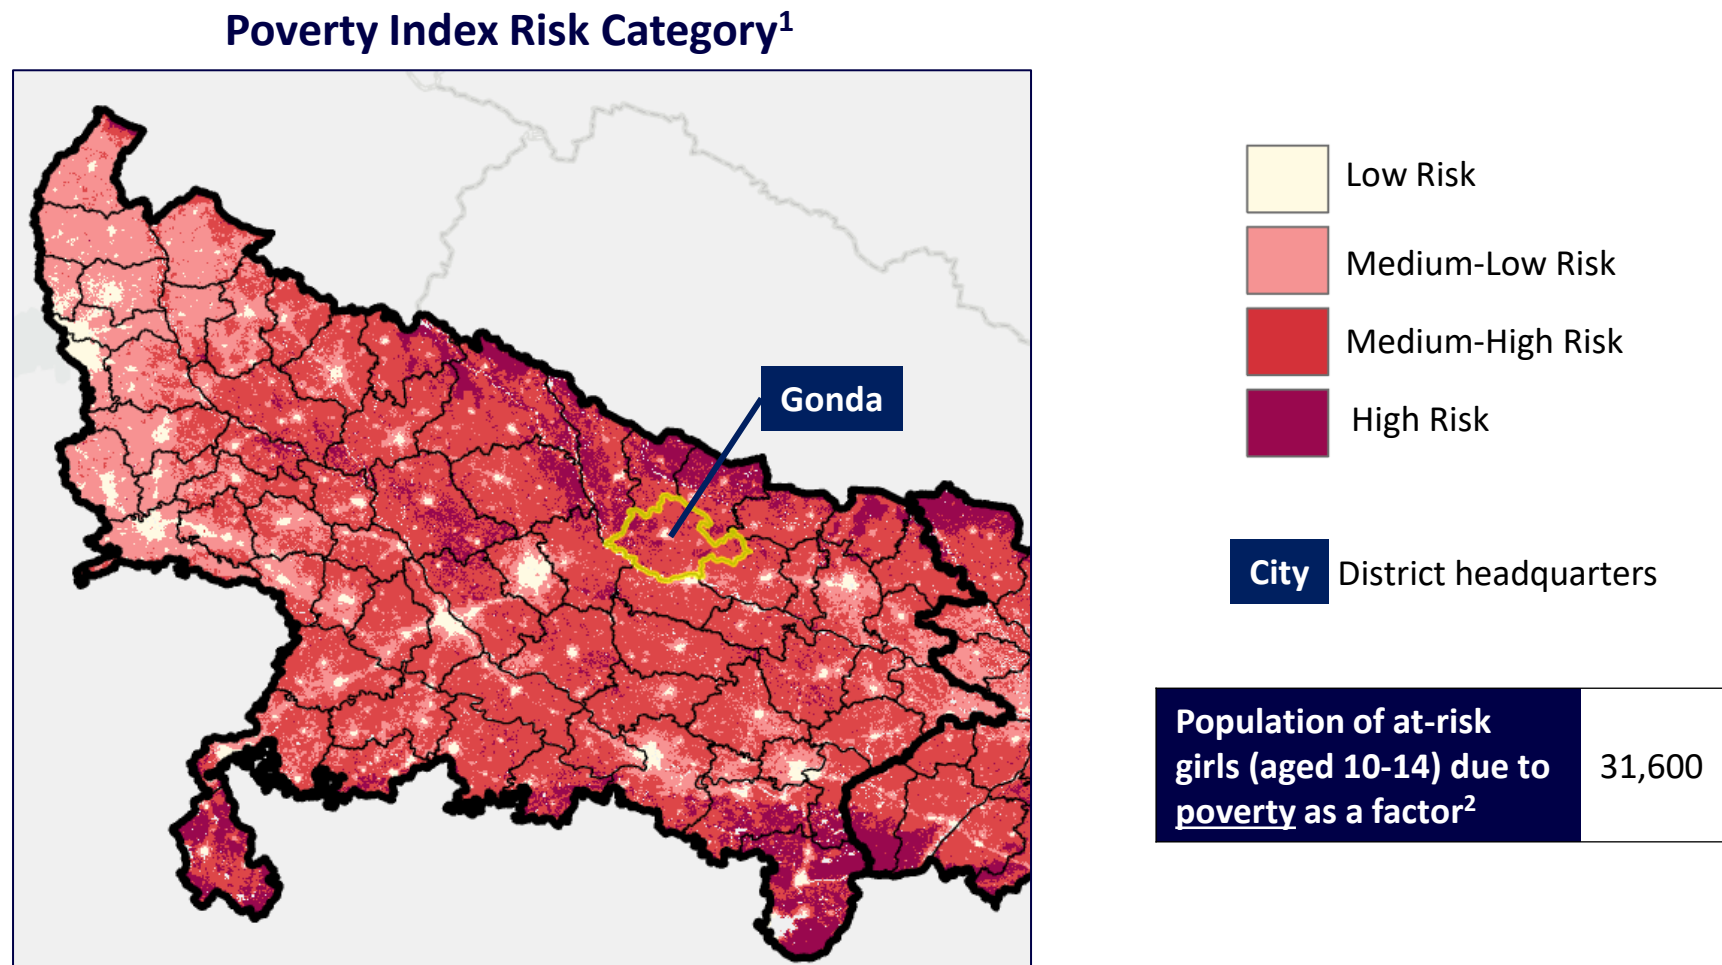 Poverty Index Risk Category¹
Gonda
Low Risk
Medium-Low Risk
Medium-High Risk
High Risk
City District headquarters
Population of at-risk
girls (aged 10-14) due to
poverty as a factor²
31,600